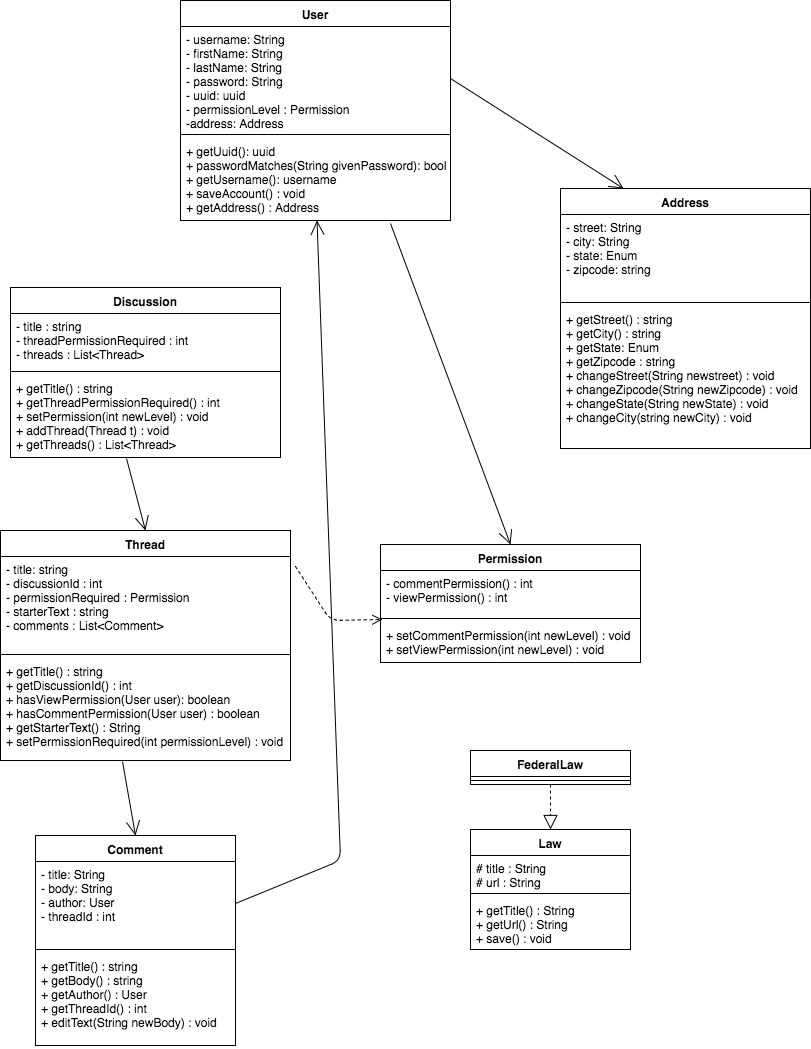 User
- username: String
- firstName: String
- lastName: String
- password: String
- uuid: uuid
- permissionLevel : Permission
-address: Address
+ getUuid(): uuid
+ passwordMatches(String givenPassword): bool
+ getUsername(): username
+ saveAccount() : void
+ getAddress() : Address
Address
- street: String
- city: String
- state: Enum
- zipcode: string
+ getStreet() : string
+ getCity() : string
+ getState: Enum
+ getZipcode : string
+ changeStreet(String newstreet) : void
+ changeZipcode(String newZipcode) : void
+ changeState(String newState) : void
+ changeCity(string newCity) : void
Discussion
- title : string
- threadPermissionRequired : int
- threads : List<Thread>
+ getTitle() : string
+ getThreadPermissionRequired() : int
+ setPermission(int newLevel) : void
+ addThread(Thread t) : void
+ getThreads() : List<Thread>
Thread
- title: string
- discussionId : int
- permissionRequired : Permission
- starterText : string
- comments : List<Comment>
+ getTitle() : string
+ getDiscussionId() : int
+ hasViewPermission(User user): boolean
+ hasCommentPermission(User user) : boolean
+ getStarterText() : String
+ setPermissionRequired(int permissionLevel) : void
Permission
- commentPermission() : int
- viewPermission() : int
+ setCommentPermission(int newLevel) : void
+ setViewPermission(int newLevel) : void
FederalLaw
Law
# title : String
# url : String
+ getTitle() : String
+ getUrl() : String
+ save() : void
Comment
- title: String
- body: String
- author: User
- threadId : int
+ getTitle() : string
+ getBody() : string
+ getAuthor() : User
+ getThreadId() : int
+ editText(String newBody) : void